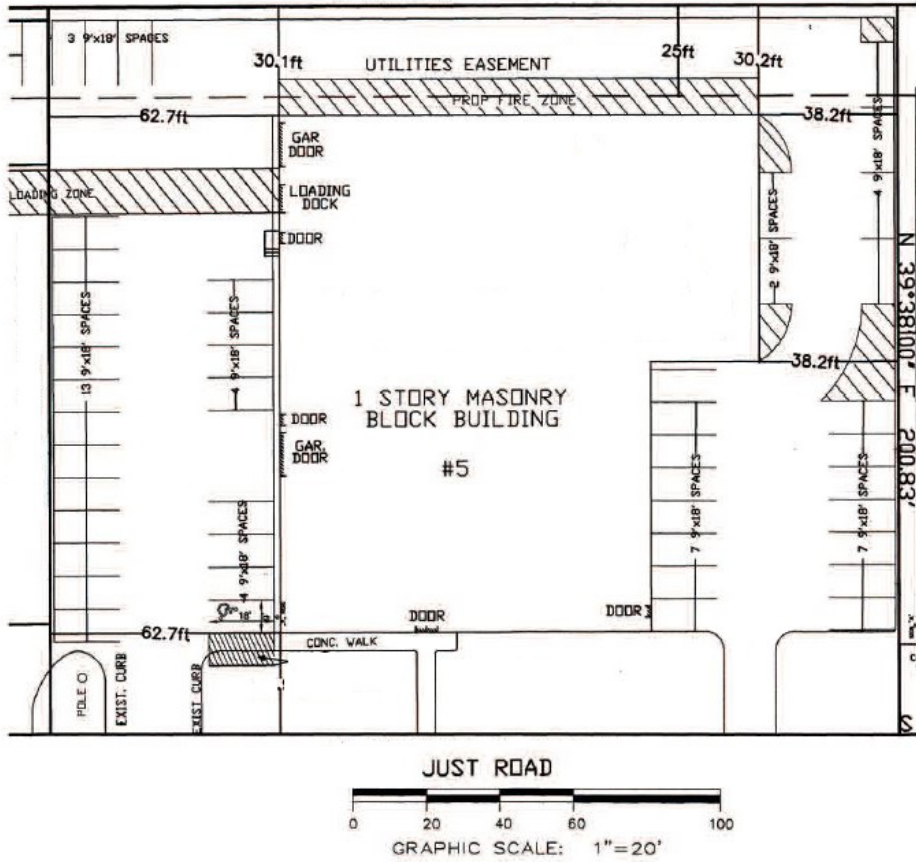 3 9'x18' SPACES
30.1ft
UTILITIES EASEMENT
25ft
30.2ft
PROP FIRE ZONE
62.7ft
38.2ft
GAR
DOOR
LOADING ZONE
LOADING
DOCK
DOOR
4 9'x18' SPACES
2 9'x18' SPACES
N 39°38'00" E 200.83'
13 9'x18' SPACES
4 9'x18' SPACES
38.2ft
1 STORY MASONRY
BLOCK BUILDING
#5
DOOR
GAR.
DOOR
4 9'x18' SPACES
7 9'x18' SPACES
7 9'x18' SPACES
18'
DOOR
DOOR
62.7ft
CONC. WALK
POLE
EXIST. CURB
EXIST CURB
S
JUST ROAD
0 20 40 60 100
GRAPHIC SCALE: 1"=20'